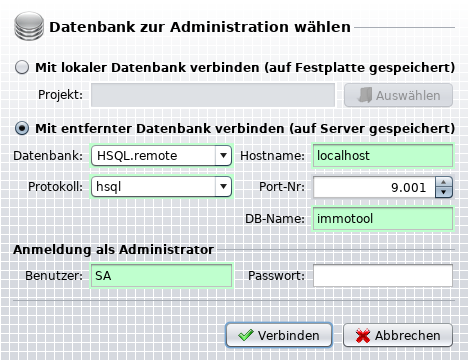 Datenbank zur Administration wählen
Mit lokaler Datenbank verbinden (auf Festplatte gespeichert)
Projekt: Auswählen
Mit entfernter Datenbank verbinden (auf Server gespeichert)
Datenbank: HSQL.remote Hostname: localhost
Protokoll: hsql Port-Nr: 9.001
DB-Name: immotool
Anmeldung als Administrator
Benutzer: SA Passwort:
Verbinden Abbrechen